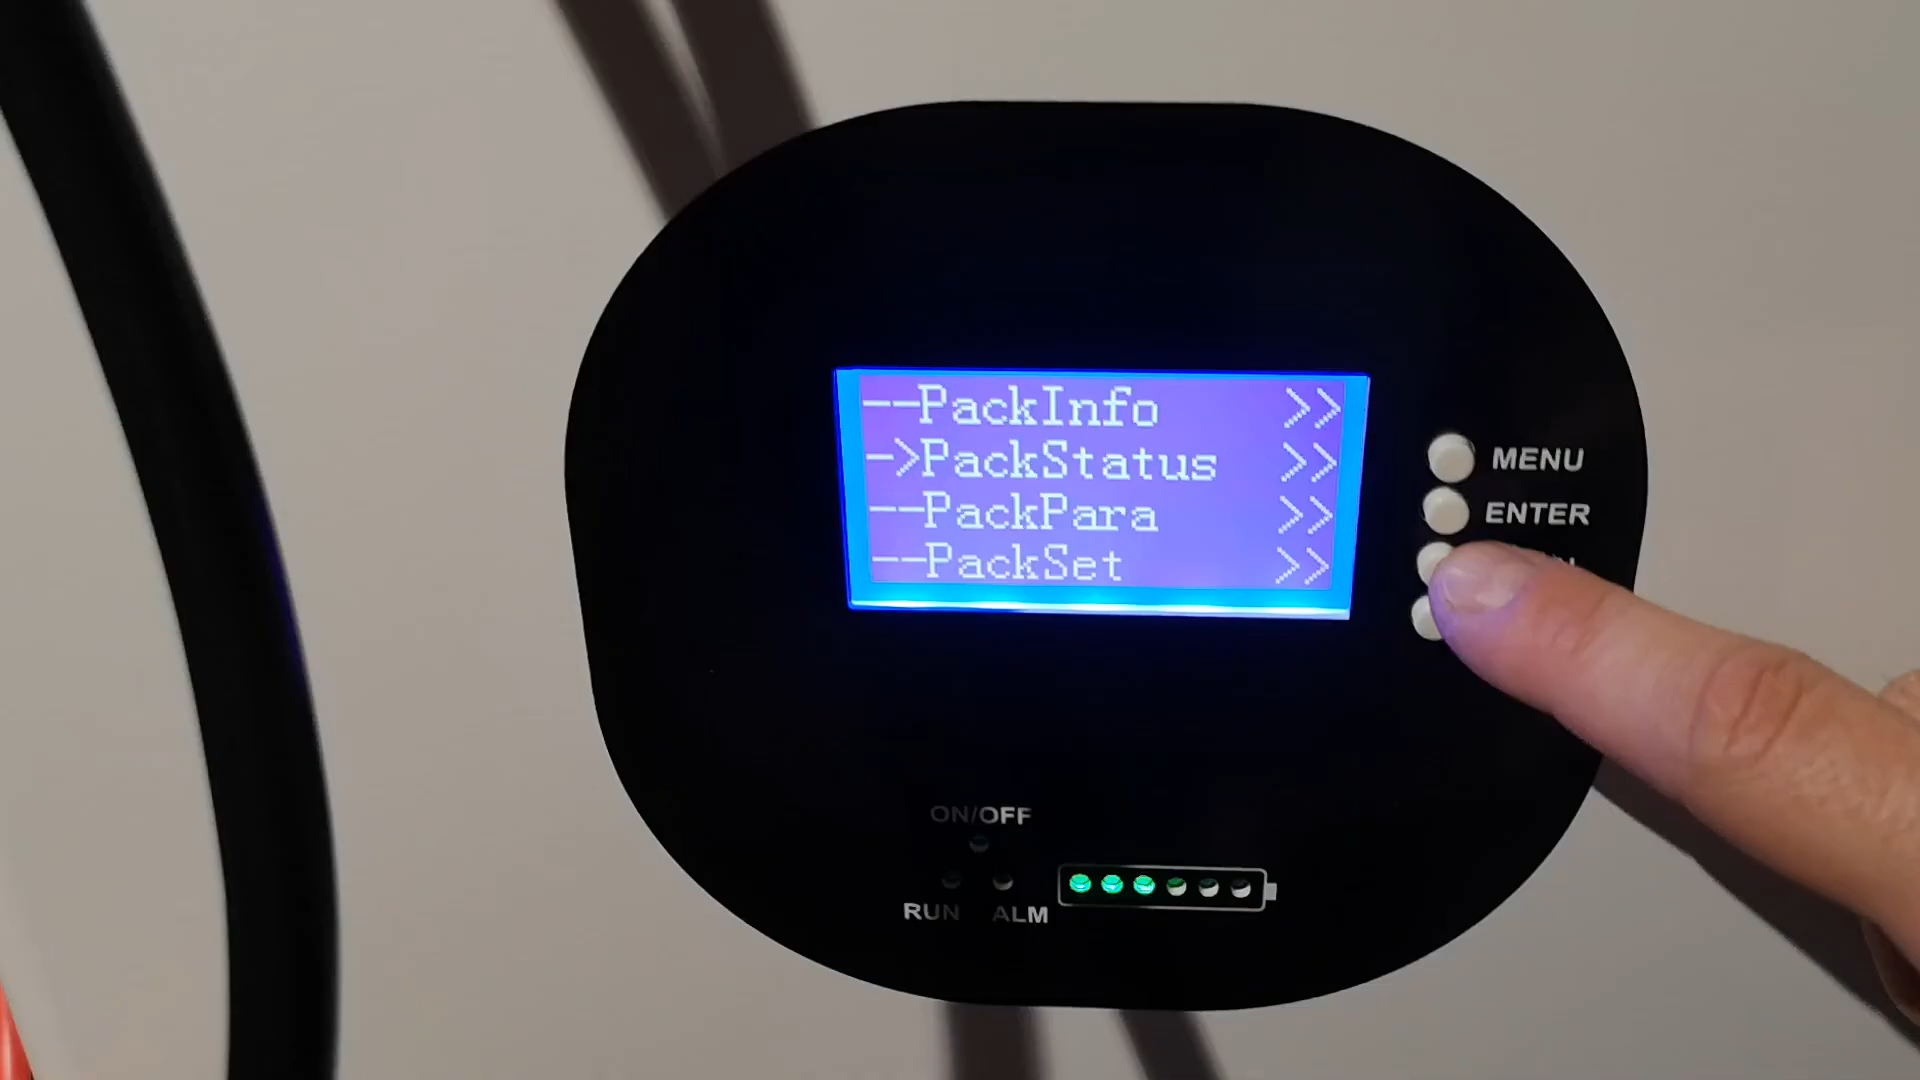 --PackInfo >>
->PackStatus >>
--PackPara >>
--PackSet >>
MENU
ENTER
ON/OFF
RUN ALM